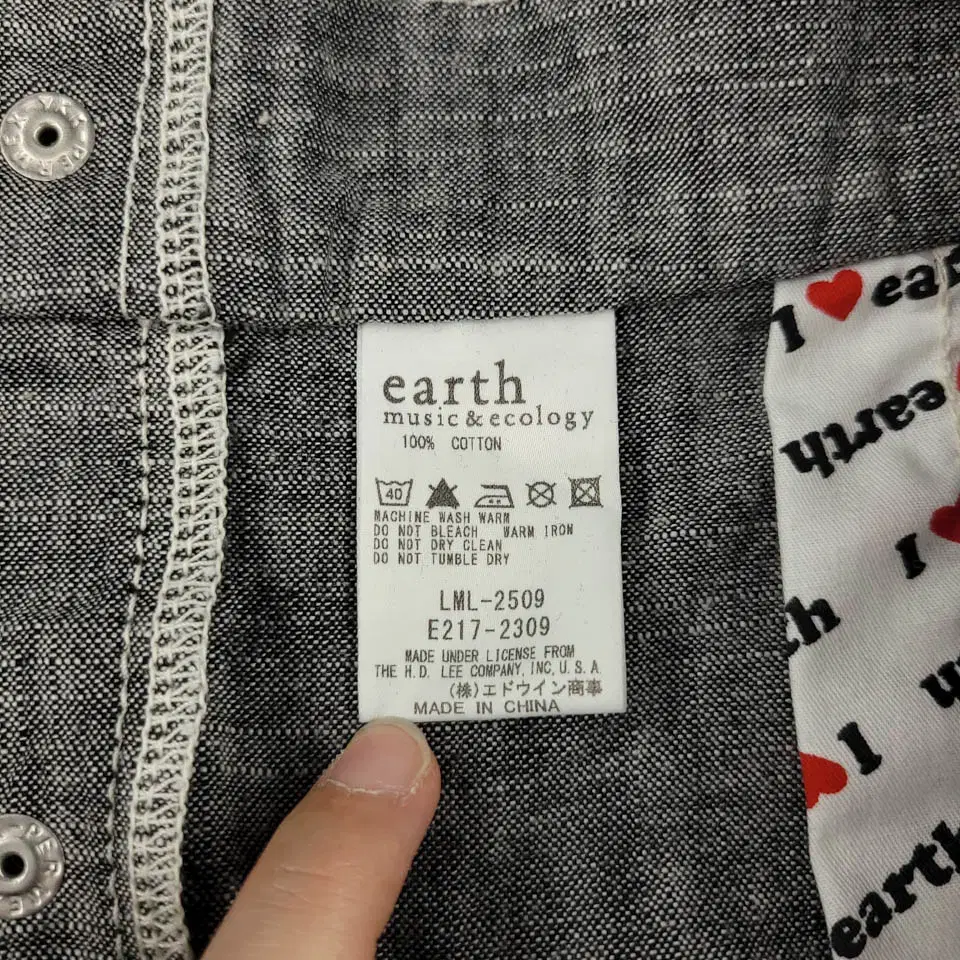 earth
music & ecology
100% COTTON
40
MACHINE WASH WARM
DO NOT BLEACH WARM IRON
DO NOT DRY CLEAN
DO NOT TUMBLE DRY
LML-2509
E217-2309
MADE UNDER LICENSE FROM
THE H.D. LEE COMPANY, INC, U.S.A
(株)エドウイン商事
MADE IN CHINA
I ♥ ea
earth
I
th
I
earth